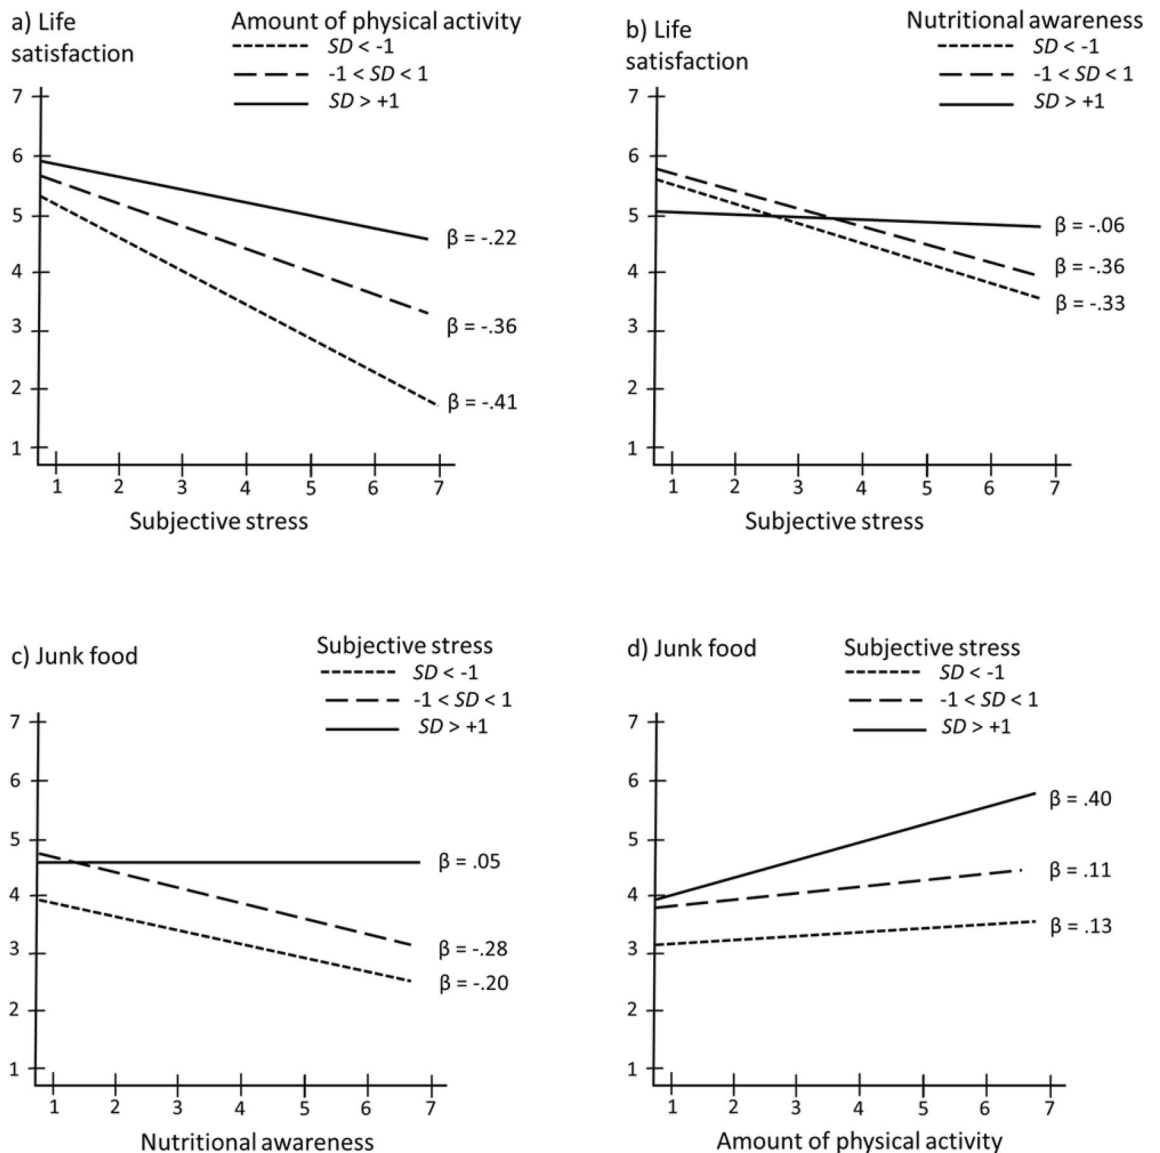 a) Life
satisfaction
Amount of physical activity
SD < -1
-1 < SD < 1
SD > +1
7
6
5
4
3
2
1
β = -.22
β = -.36
β = -.41
1 2 3 4 5 6 7
Subjective stress
b) Life
satisfaction
Nutritional awareness
SD < -1
-1 < SD < 1
SD > +1
7
6
5
4
3
2
1
β = -.06
β = -.36
β = -.33
1 2 3 4 5 6 7
Subjective stress
c) Junk food
Subjective stress
SD < -1
-1 < SD < 1
SD > +1
7
6
5
4
3
2
1
β = .05
β = -.28
β = -.20
1 2 3 4 5 6 7
Nutritional awareness
d) Junk food
Subjective stress
SD < -1
-1 < SD < 1
SD > +1
7
6
5
4
3
2
1
β = .40
β = .11
β = .13
1 2 3 4 5 6 7
Amount of physical activity